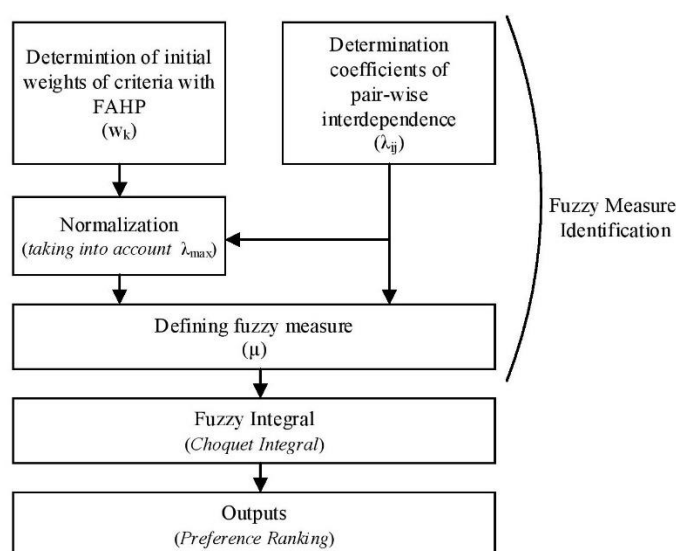 Determintion of initial
weights of criteria with
FAHP
(wk)
Determination
coefficients of
pair-wise
interdependence
(λij)
Normalization
(taking into account λmax)
Fuzzy Measure
Identification
Defining fuzzy measure
(μ)
Fuzzy Integral
(Choquet Integral)
Outputs
(Preference Ranking)